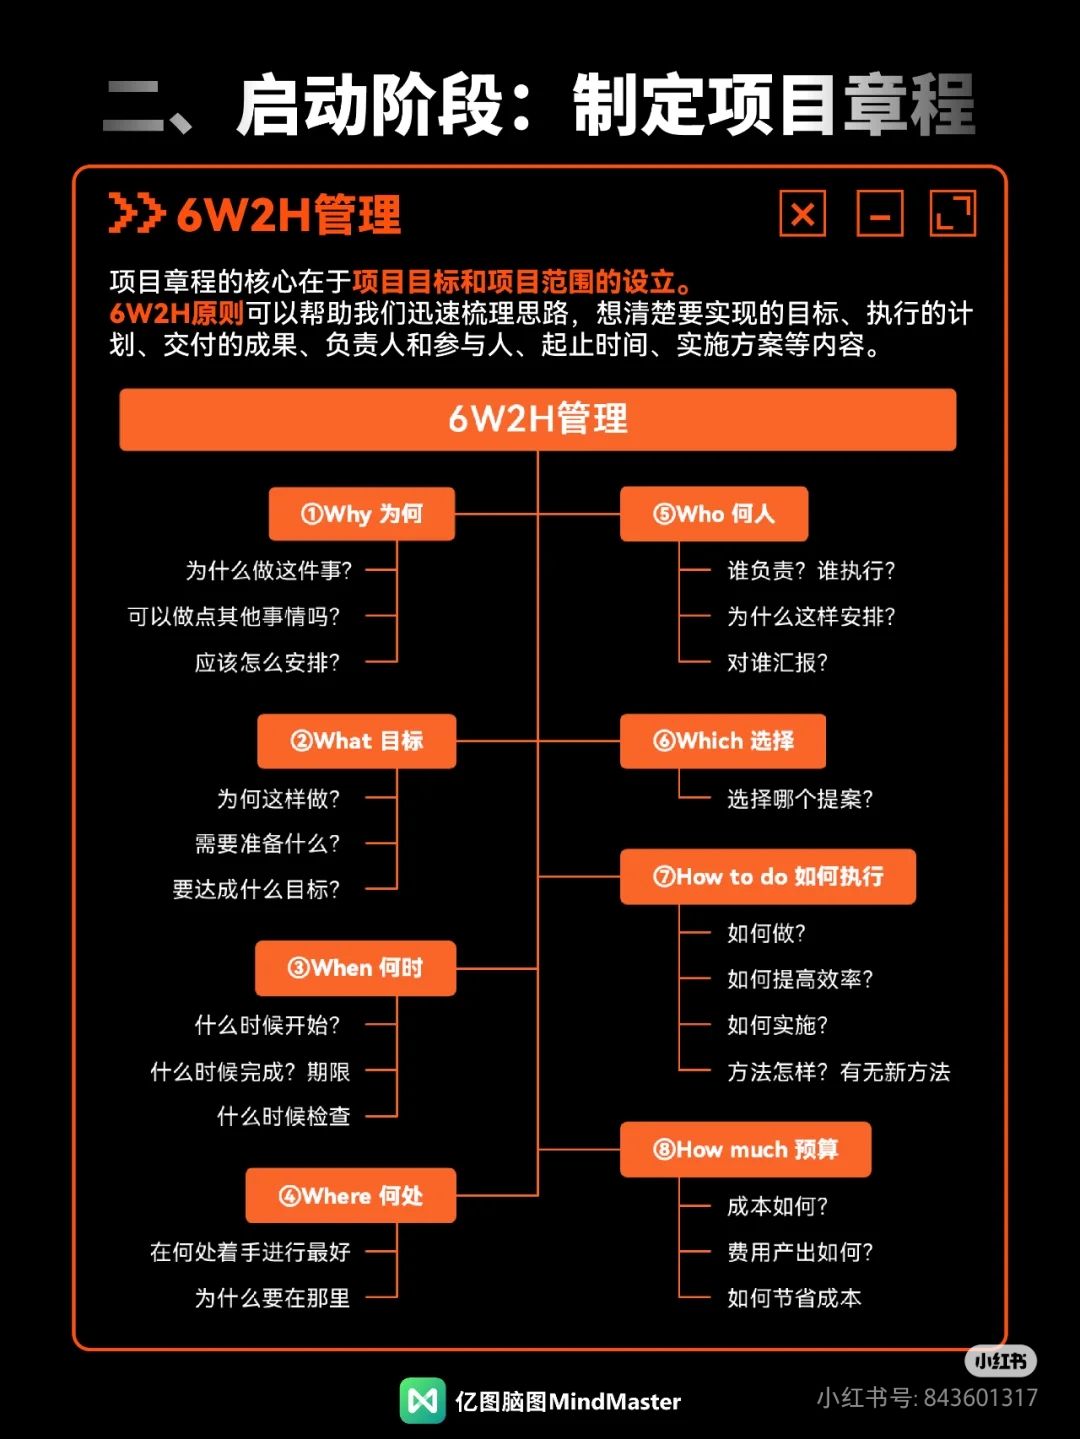 二、启动阶段：制定项目章程
6W2H管理
项目章程的核心在于项目目标和项目范围的设立。
6W2H原则可以帮助我们迅速梳理思路，想清楚要实现的目标、执行的计
划、交付的成果、负责人和参与人、起止时间、实施方案等内容。
6W2H管理
①Why 为何
为什么做这件事？
可以做点其他事情吗？
应该怎么安排？
②What 目标
为何这样做？
需要准备什么？
要达成什么目标？
③When 何时
什么时候开始？
什么时候完成？期限
什么时候检查
④Where 何处
在何处着手进行最好
为什么要在那里
⑤Who 何人
谁负责？谁执行？
为什么这样安排？
对谁汇报？
⑥Which 选择
选择哪个提案？
⑦How to do 如何执行
如何做？
如何提高效率？
如何实施？
方法怎样？有无新方法
⑧How much 预算
成本如何？
费用产出如何？
如何节省成本
亿图脑图MindMaster
小红书
小红书号: 843601317